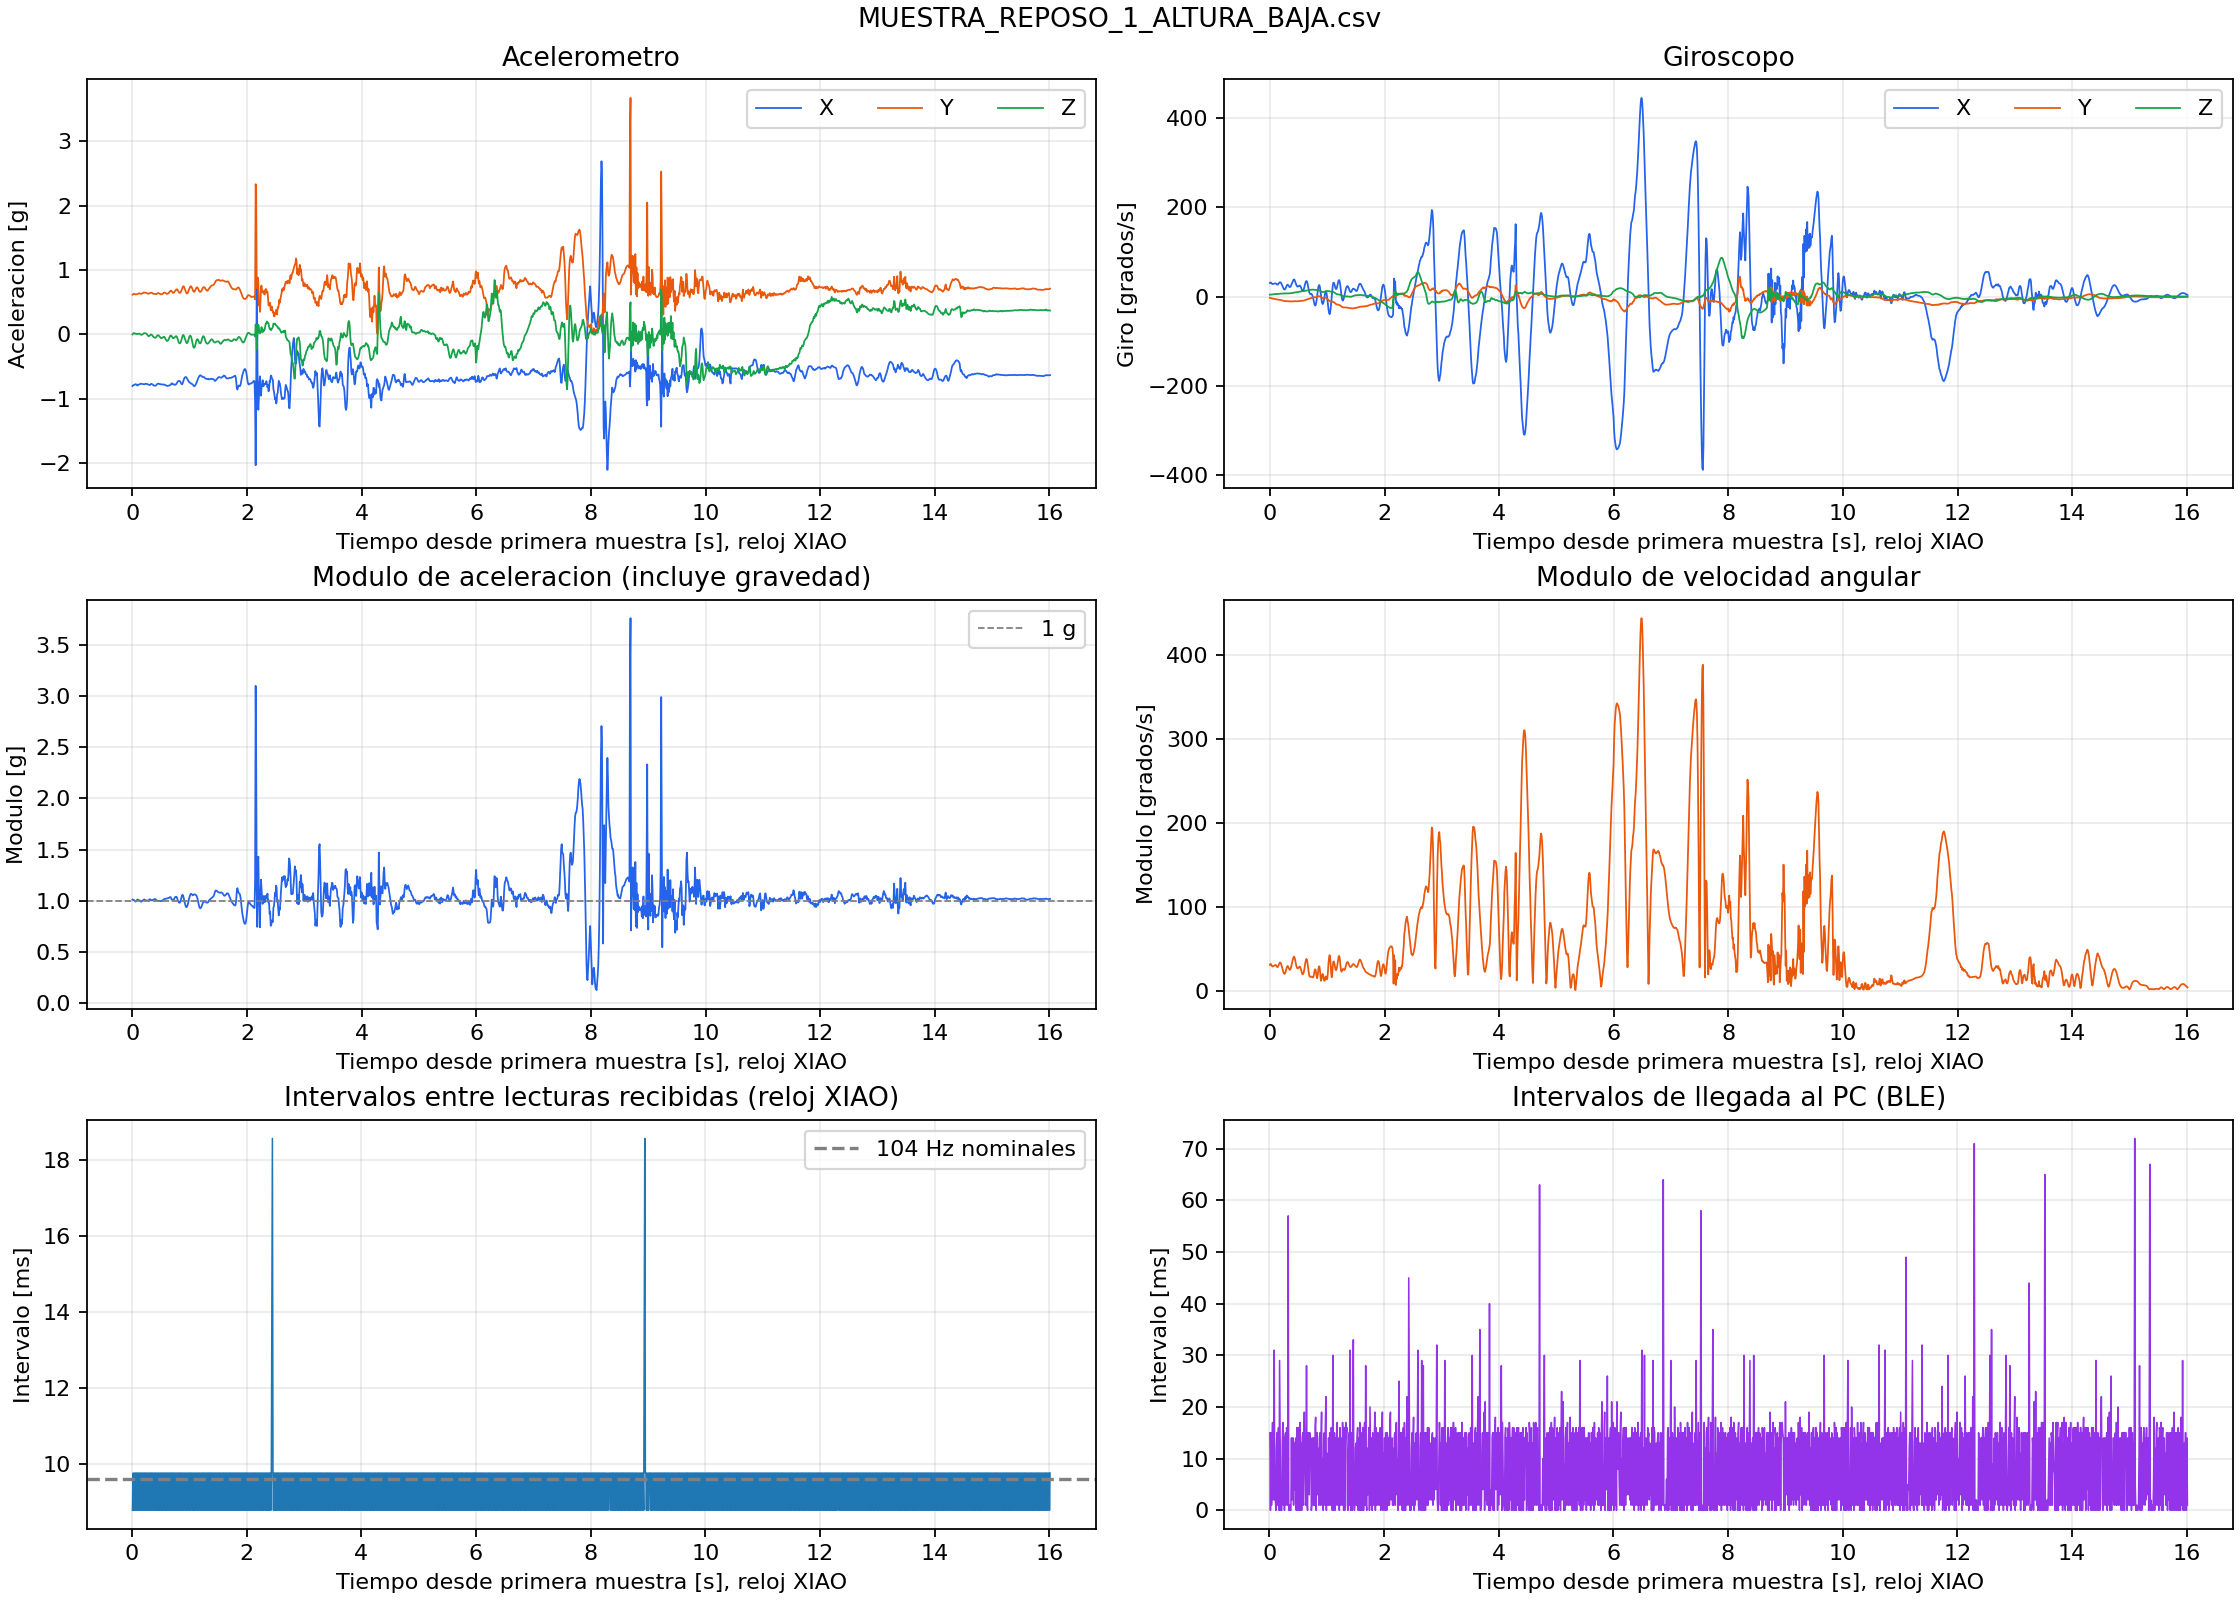 MUESTRA_REPOSO_1_ALTURA_BAJA.csv
Acelerometro
X Y Z
Aceleracion [g]
3
2
1
0
−1
−2
0 2 4 6 8 10 12 14 16
Tiempo desde primera muestra [s], reloj XIAO
Giroscopo
X Y Z
Giro [grados/s]
400
200
0
−200
−400
0 2 4 6 8 10 12 14 16
Tiempo desde primera muestra [s], reloj XIAO
Modulo de aceleracion (incluye gravedad)
1 g
Modulo [g]
3.5
3.0
2.5
2.0
1.5
1.0
0.5
0.0
0 2 4 6 8 10 12 14 16
Tiempo desde primera muestra [s], reloj XIAO
Modulo de velocidad angular
Modulo [grados/s]
400
300
200
100
0
0 2 4 6 8 10 12 14 16
Tiempo desde primera muestra [s], reloj XIAO
Intervalos entre lecturas recibidas (reloj XIAO)
104 Hz nominales
Intervalo [ms]
18
16
14
12
10
0 2 4 6 8 10 12 14 16
Tiempo desde primera muestra [s], reloj XIAO
Intervalos de llegada al PC (BLE)
Intervalo [ms]
70
60
50
40
30
20
10
0
0 2 4 6 8 10 12 14 16
Tiempo desde primera muestra [s], reloj XIAO